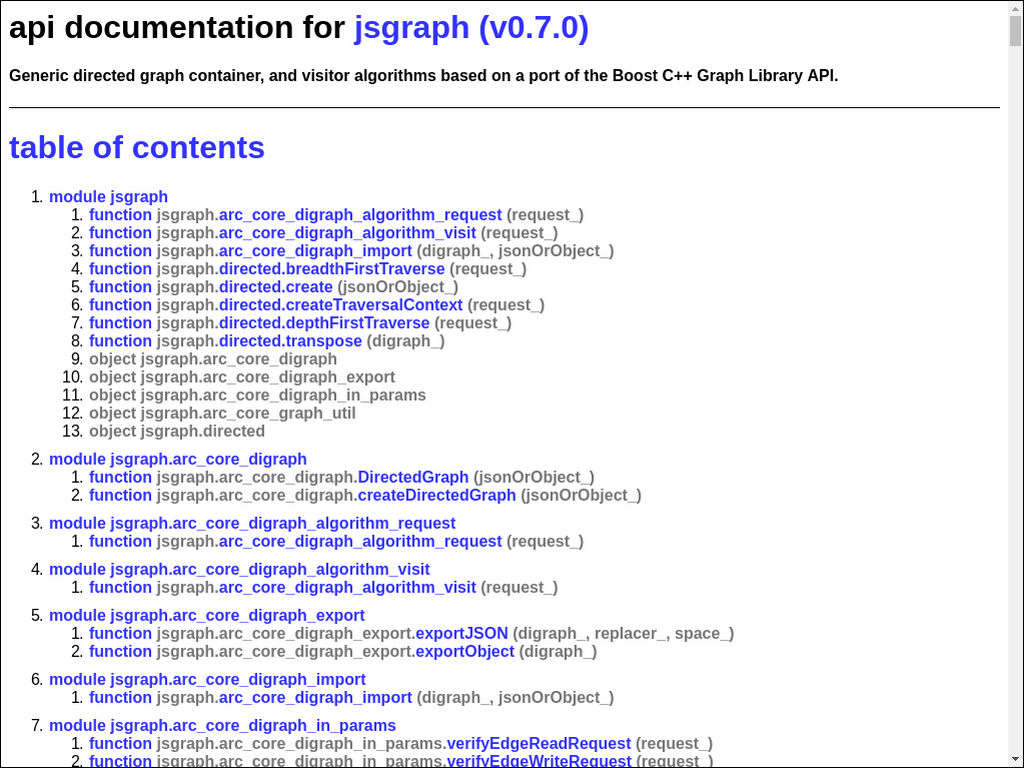 api documentation for jsgraph (v0.7.0)
Generic directed graph container, and visitor algorithms based on a port of the Boost C++ Graph Library API.
table of contents
1. module jsgraph
1. function jsgraph.arc_core_digraph_algorithm_request (request_)
2. function jsgraph.arc_core_digraph_algorithm_visit (request_)
3. function jsgraph.arc_core_digraph_import (digraph_, jsonOrObject_)
4. function jsgraph.directed.breadthFirstTraverse (request_)
5. function jsgraph.directed.create (jsonOrObject_)
6. function jsgraph.directed.createTraversalContext (request_)
7. function jsgraph.directed.depthFirstTraverse (request_)
8. function jsgraph.directed.transpose (digraph_)
9. object jsgraph.arc_core_digraph
10. object jsgraph.arc_core_digraph_export
11. object jsgraph.arc_core_digraph_in_params
12. object jsgraph.arc_core_graph_util
13. object jsgraph.directed
2. module jsgraph.arc_core_digraph
1. function jsgraph.arc_core_digraph.DirectedGraph (jsonOrObject_)
2. function jsgraph.arc_core_digraph.createDirectedGraph (jsonOrObject_)
3. module jsgraph.arc_core_digraph_algorithm_request
1. function jsgraph.arc_core_digraph_algorithm_request (request_)
4. module jsgraph.arc_core_digraph_algorithm_visit
1. function jsgraph.arc_core_digraph_algorithm_visit (request_)
5. module jsgraph.arc_core_digraph_export
1. function jsgraph.arc_core_digraph_export.exportJSON (digraph_, replacer_, space_)
2. function jsgraph.arc_core_digraph_export.exportObject (digraph_)
6. module jsgraph.arc_core_digraph_import
1. function jsgraph.arc_core_digraph_import (digraph_, jsonOrObject_)
7. module jsgraph.arc_core_digraph_in_params
1. function jsgraph.arc_core_digraph_in_params.verifyEdgeReadRequest (request_)
2. function jsgraph.arc_core_digraph_in_params.verifyEdgeWriteRequest (request_)